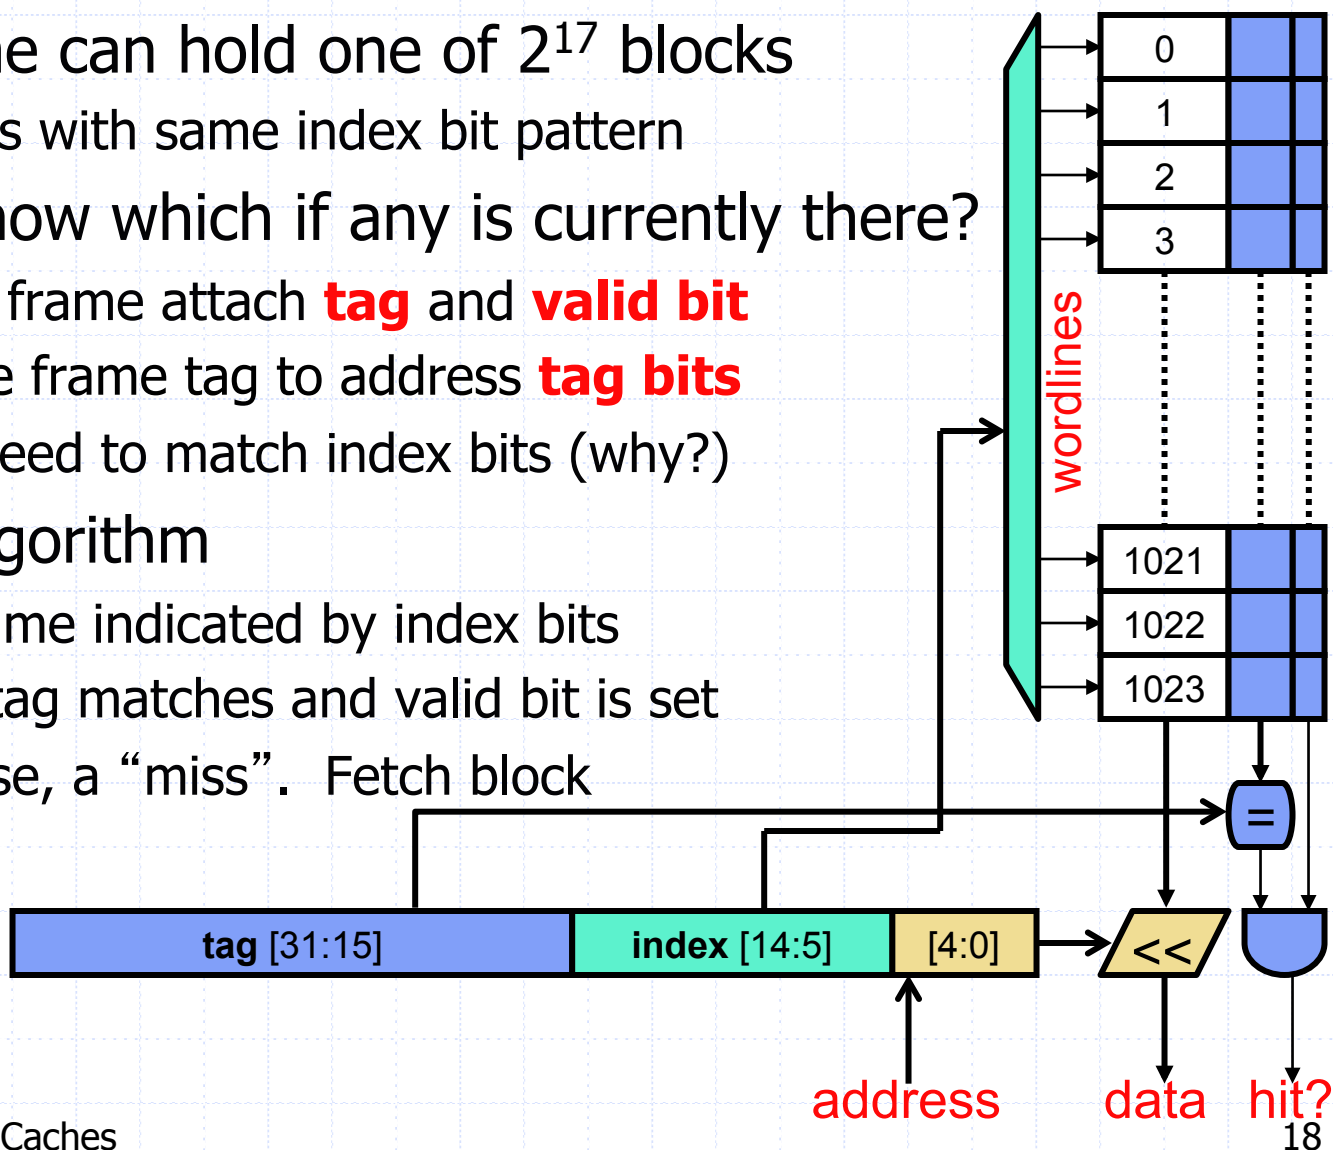 ne can hold one of 2¹⁷ blocks
s with same index bit pattern
now which if any is currently there?
frame attach tag and valid bit
e frame tag to address tag bits
eed to match index bits (why?)
gorithm
me indicated by index bits
tag matches and valid bit is set
se, a “miss”. Fetch block
0
1
2
3
wordlines
1021
1022
1023
=
tag [31:15] index [14:5] [4:0] <<
address data hit?
Caches 18